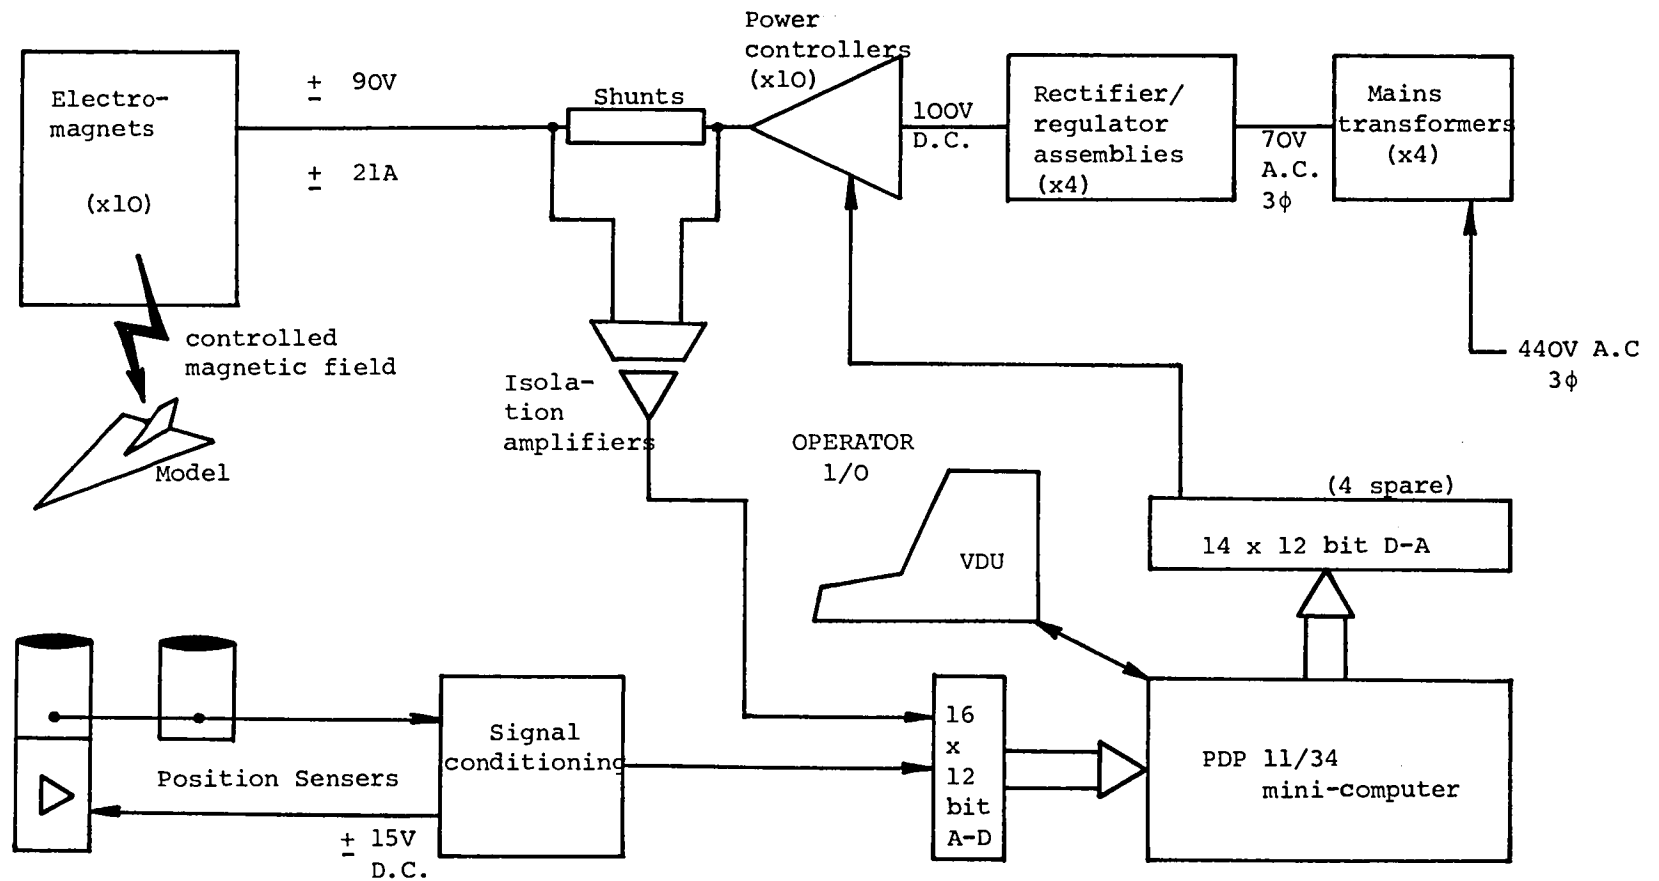 Power
controllers
(x10)
Electro-
magnets
(x10)
+ 90V
-
+ 21A
-
Shunts
100V
D.C.
Rectifier/
regulator
assemblies
(x4)
70V
A.C.
3ϕ
Mains
transformers
(x4)
440V A.C
3ϕ
controlled
magnetic field
Model
Isola-
tion
amplifiers
OPERATOR
1/O
VDU
(4 spare)
14 x 12 bit D-A
Position Sensers
± 15V
D.C.
Signal
conditioning
16
x
12
bit
A-D
PDP 11/34
mini-computer